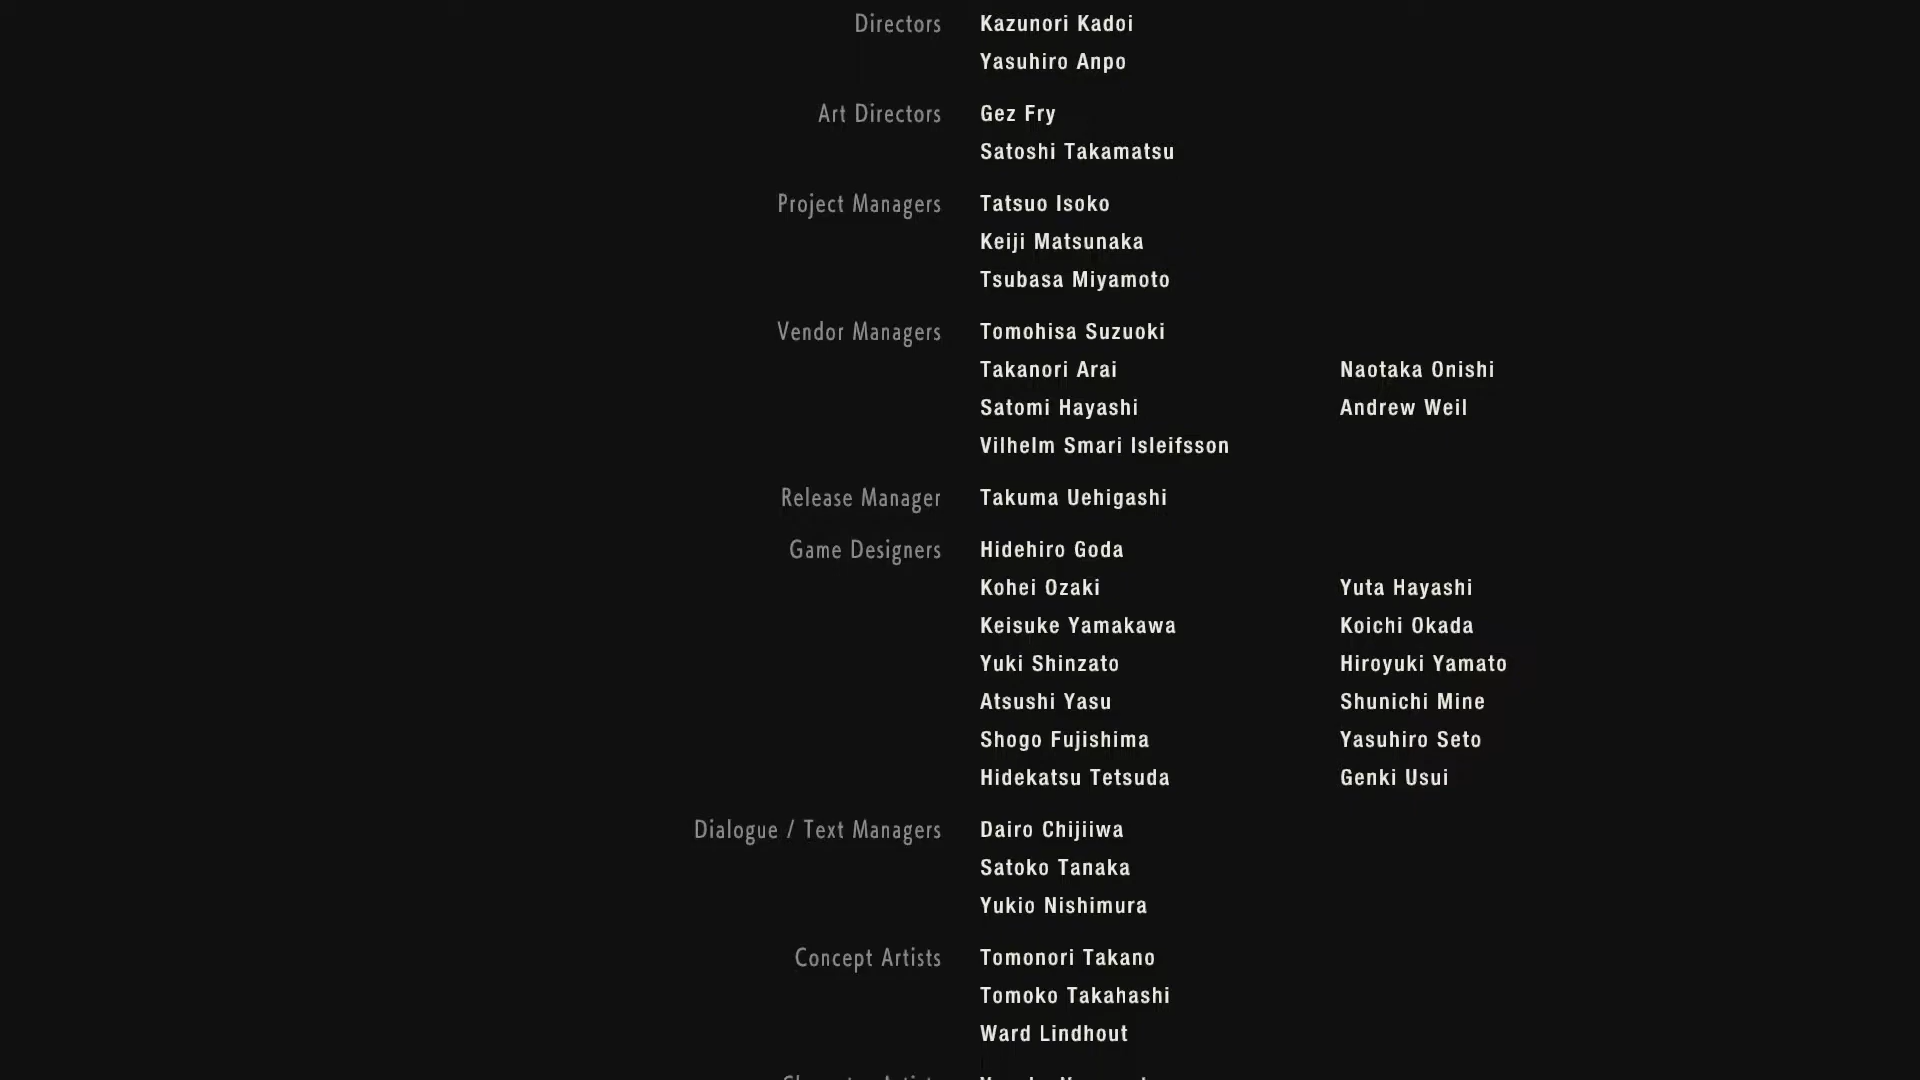 Directors Kazunori Kadoi
Yasuhiro Anpo
Art Directors Gez Fry
Satoshi Takamatsu
Project Managers Tatsuo Isoko
Keiji Matsunaka
Tsubasa Miyamoto
Vendor Managers Tomohisa Suzuoki
Takanori Arai Naotaka Onishi
Satomi Hayashi Andrew Weil
Vilhelm Smari Isleifsson
Release Manager Takuma Uehigashi
Game Designers Hidehiro Goda
Kohei Ozaki Yuta Hayashi
Keisuke Yamakawa Koichi Okada
Yuki Shinzato Hiroyuki Yamato
Atsushi Yasu Shunichi Mine
Shogo Fujishima Yasuhiro Seto
Hidekatsu Tetsuda Genki Usui
Dialogue / Text Managers Dairo Chijiiwa
Satoko Tanaka
Yukio Nishimura
Concept Artists Tomonori Takano
Tomoko Takahashi
Ward Lindhout